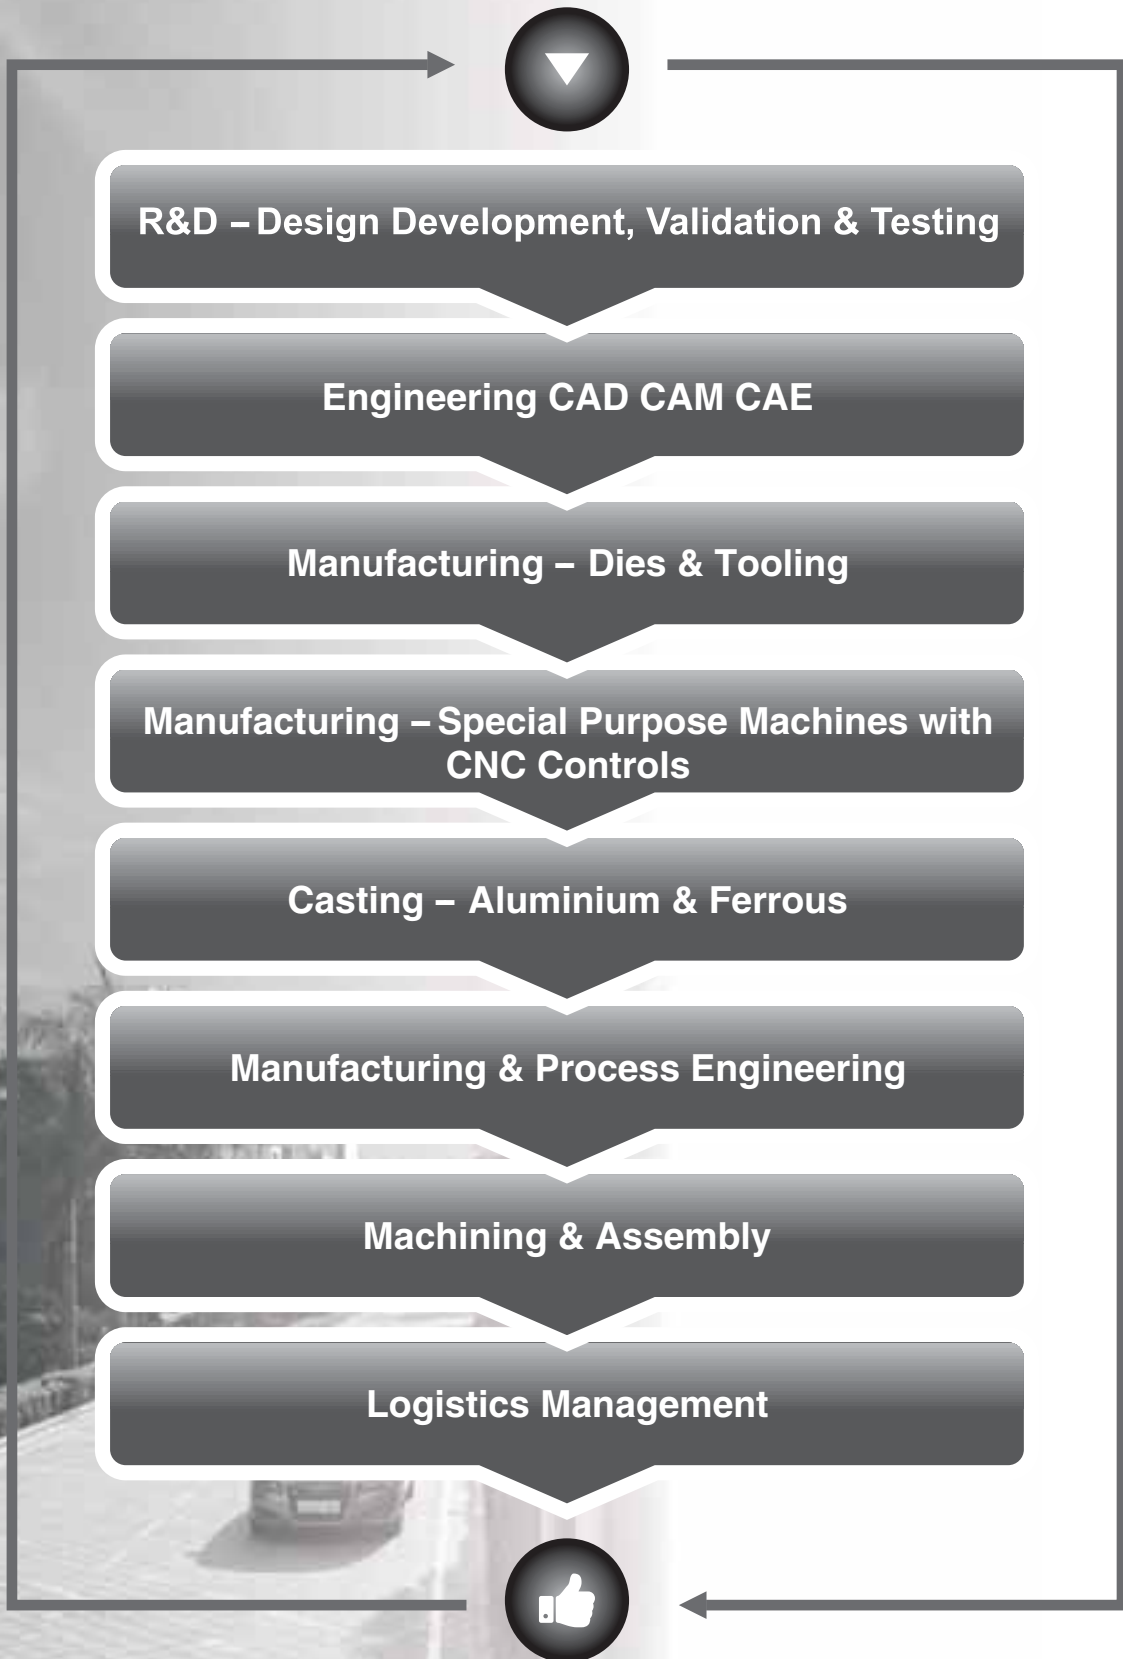 R&D – Design Development, Validation & Testing
Engineering CAD CAM CAE
Manufacturing – Dies & Tooling
Manufacturing – Special Purpose Machines with
CNC Controls
Casting – Aluminium & Ferrous
Manufacturing & Process Engineering
Machining & Assembly
Logistics Management